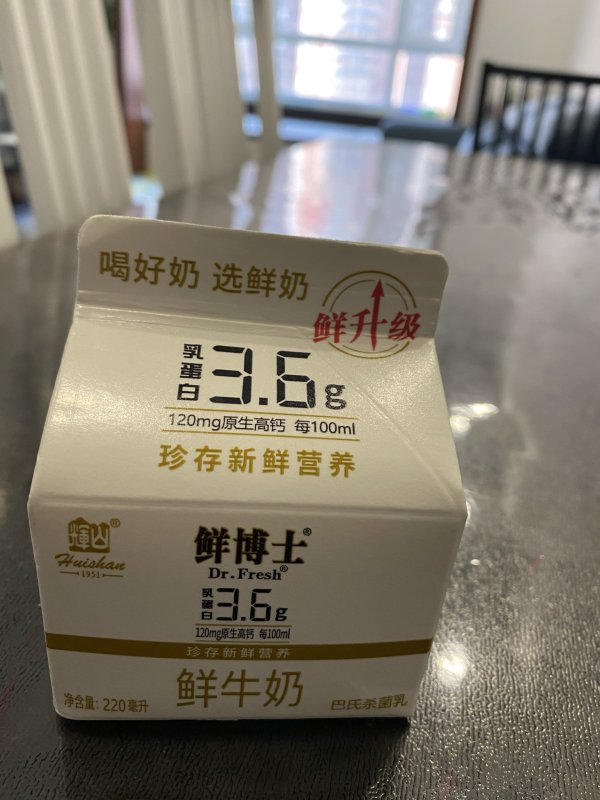 喝好奶 选鲜奶
鲜升级
乳蛋白 3.6g
120mg原生高钙 每100ml
珍存新鲜营养
輝山®
Huishan
1951
鲜博士®
Dr.Fresh®
乳蛋白 3.6g
120mg原生高钙 每100ml
珍存新鲜营养
鲜牛奶
净含量: 220毫升
巴氏杀菌乳